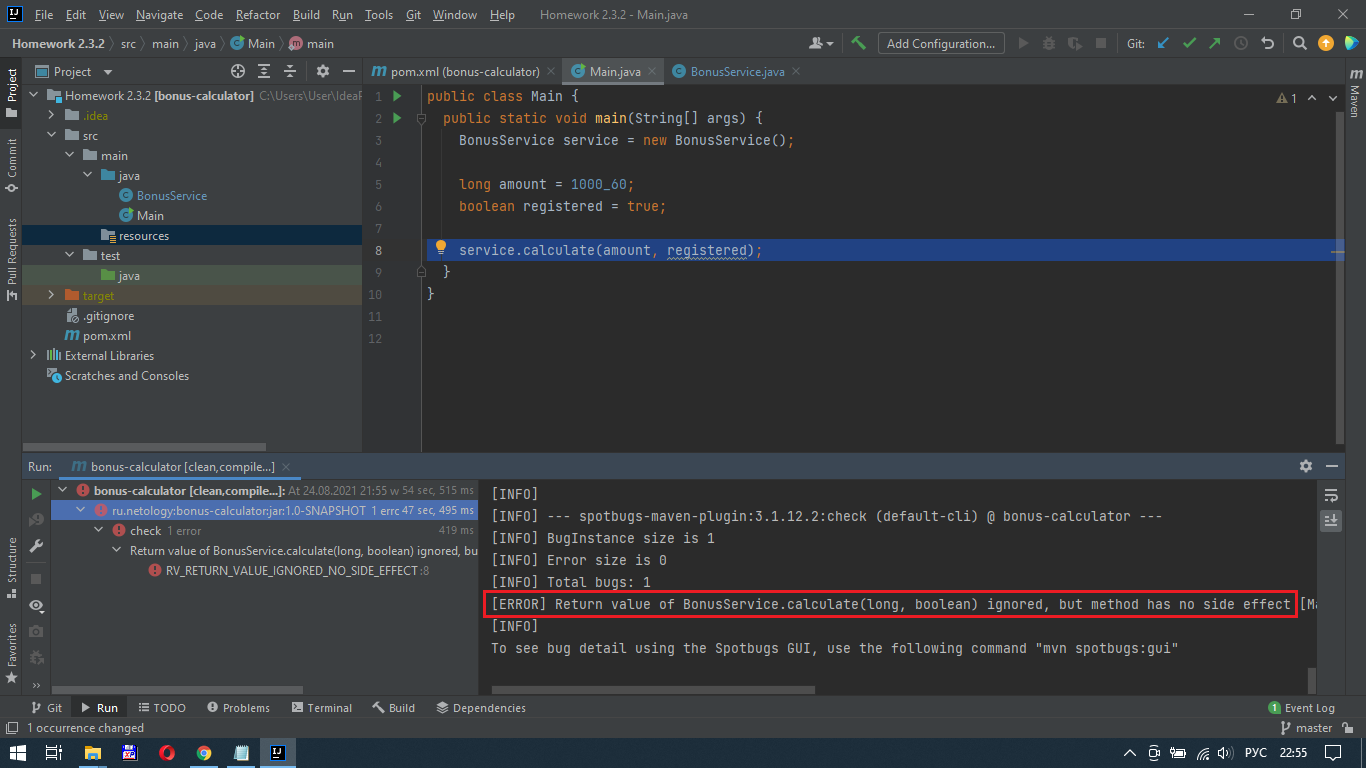 File Edit View Navigate Code Refactor Build Run Tools Git Window Help Homework 2.3.2 - Main.java
Homework 2.3.2 src main java Main main Add Configuration... Git:
Project
pom.xml (bonus-calculator) Main.java BonusService.java
Homework 2.3.2 [bonus-calculator] C:\Users\User\Idea
.idea
src
main
java
BonusService
Main
resources
test
java
target
.gitignore
pom.xml
External Libraries
Scratches and Consoles
Project
Commit
Pull Requests
Structure
Favorites
Maven
1
1 public class Main {
2 public static void main(String[] args) {
3 BonusService service = new BonusService();
4
5 long amount = 1000_60;
6 boolean registered = true;
7
8 service.calculate(amount, registered);
9 }
10 }
11
12
Run: bonus-calculator [clean,compile...]
bonus-calculator [clean,compile...]: At 24.08.2021 21:55 w 54 sec, 515 ms
ru.netology:bonus-calculator:jar:1.0-SNAPSHOT 1 errc 47 sec, 495 ms
check 1 error 419 ms
Return value of BonusService.calculate(long, boolean) ignored, bu
RV_RETURN_VALUE_IGNORED_NO_SIDE_EFFECT :8
[INFO]
[INFO] --- spotbugs-maven-plugin:3.1.12.2:check (default-cli) @ bonus-calculator ---
[INFO] BugInstance size is 1
[INFO] Error size is 0
[INFO] Total bugs: 1
[ERROR] Return value of BonusService.calculate(long, boolean) ignored, but method has no side effect [Ma
[INFO]
To see bug detail using the Spotbugs GUI, use the following command "mvn spotbugs:gui"
Git Run TODO Problems Terminal Build Dependencies 1 Event Log
1 occurrence changed master
РУС 22:55